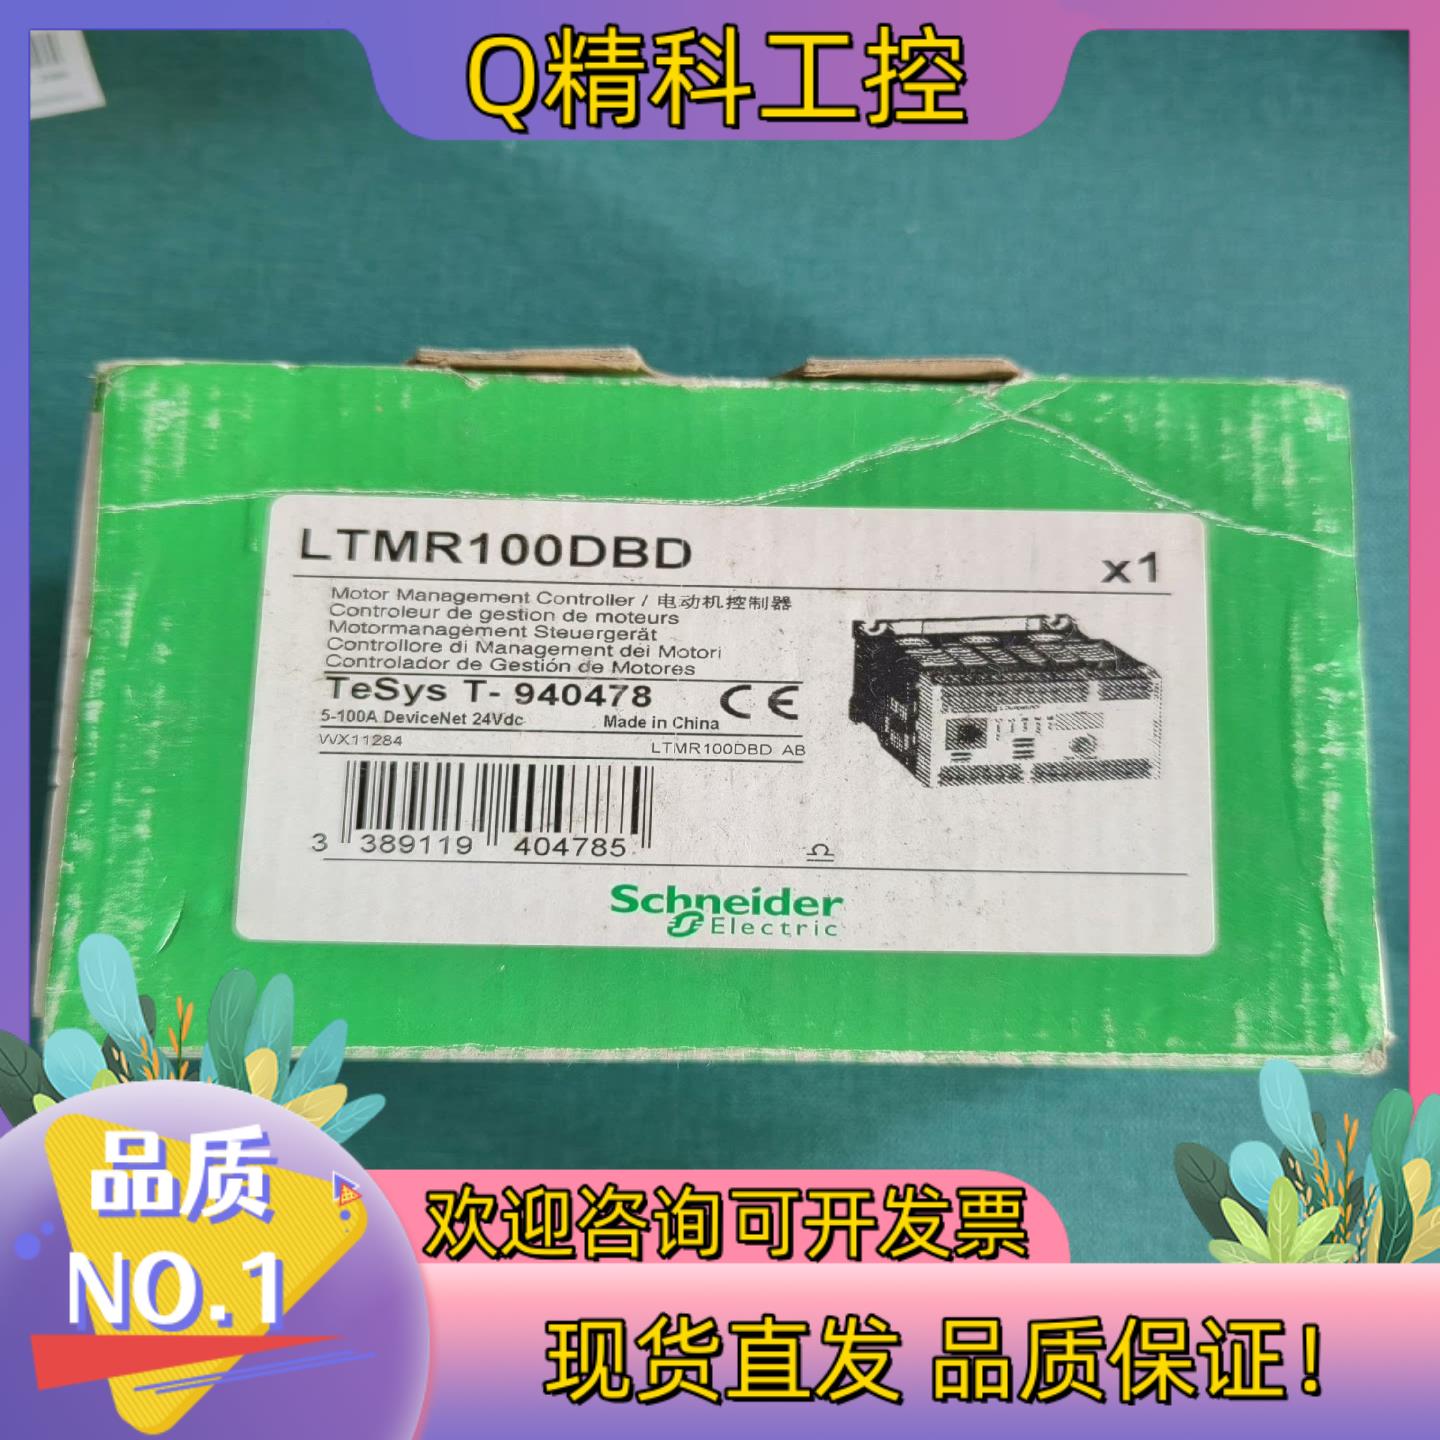 Q精科工控
LTMR100DBD
x1
Motor Management Controller / 电动机控制器
Controleur de gestion de moteurs
Motormanagement Steuergerät
Controllore di Management dei Motori
Controlador de Gestión de Motores
TeSys T- 940478
CE
5-100A DeviceNet 24Vdc
Made in China
WX11284
LTMR100DBD AB
3 389119 404785
Schneider
Electric
品质
NO.1
欢迎咨询可开发票
现货直发 品质保证!